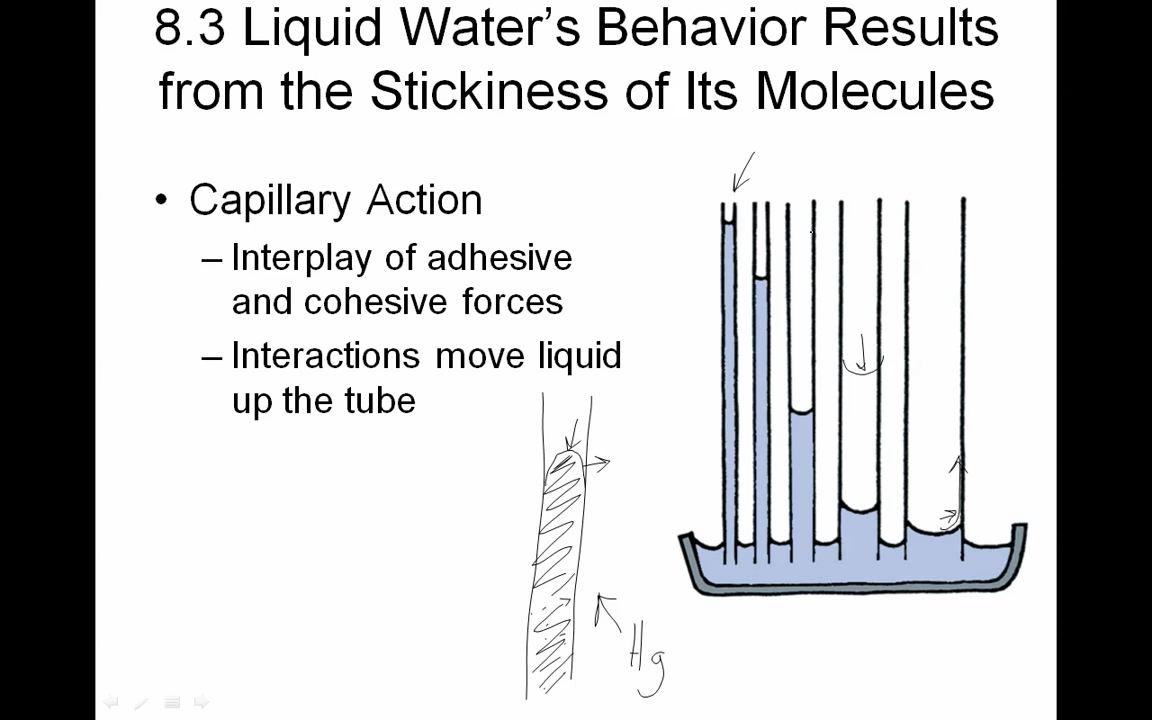 8.3 Liquid Water’s Behavior Results
from the Stickiness of Its Molecules
• Capillary Action
– Interplay of adhesive
and cohesive forces
– Interactions move liquid
up the tube
Hg